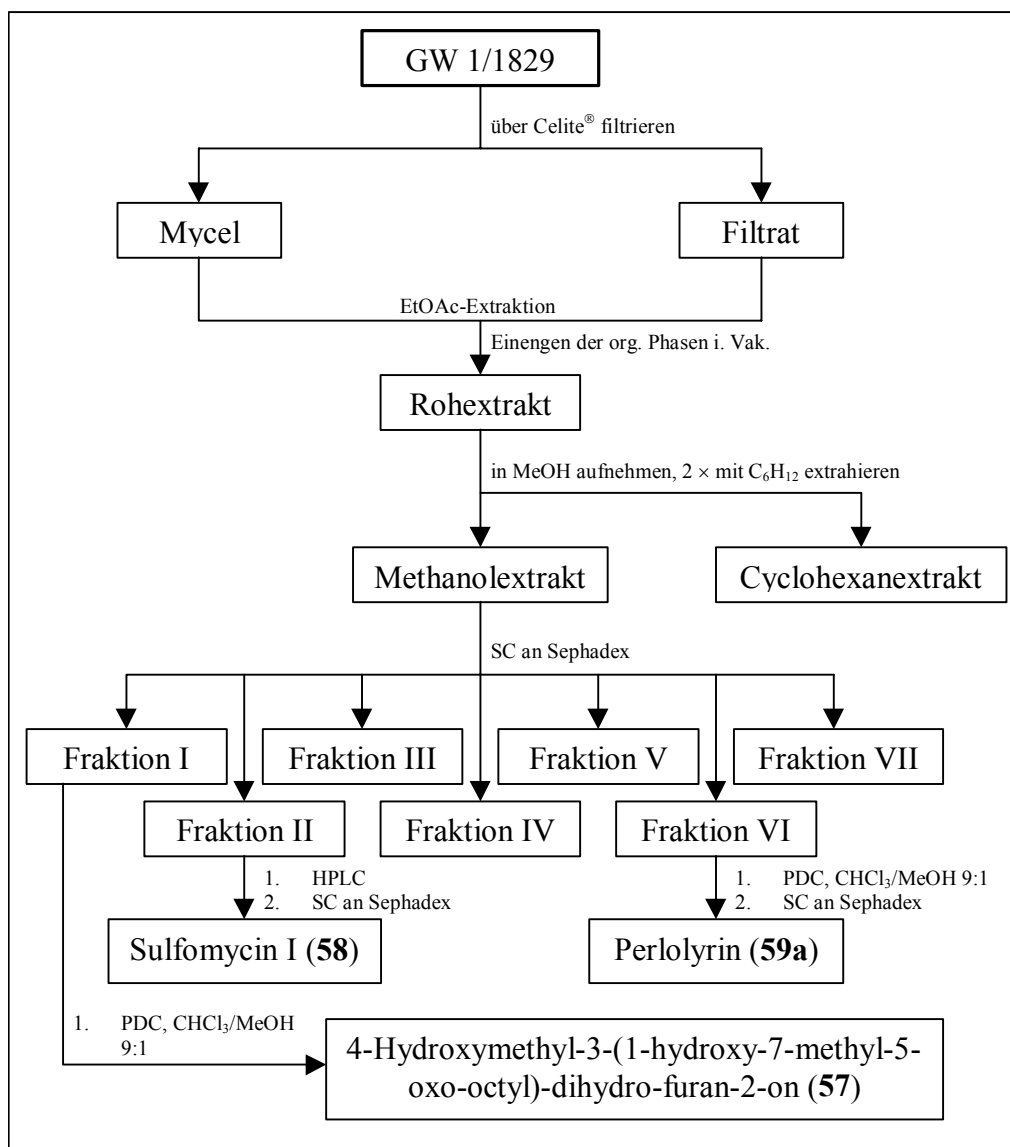 GW 1/1829
über Celite® filtrieren
Mycel
Filtrat
EtOAc-Extraktion
Einengen der org. Phasen i. Vak.
Rohextrakt
in MeOH aufnehmen, 2 × mit C₆H₁₂ extrahieren
Methanolextrakt
Cyclohexanextrakt
SC an Sephadex
Fraktion I
Fraktion III
Fraktion V
Fraktion VII
Fraktion II
Fraktion IV
Fraktion VI
1. HPLC
2. SC an Sephadex
1. PDC, CHCl₃/MeOH 9:1
2. SC an Sephadex
Sulfomycin I (58)
Perlolyrin (59a)
1. PDC, CHCl₃/MeOH
9:1
4-Hydroxymethyl-3-(1-hydroxy-7-methyl-5-
oxo-octyl)-dihydro-furan-2-on (57)